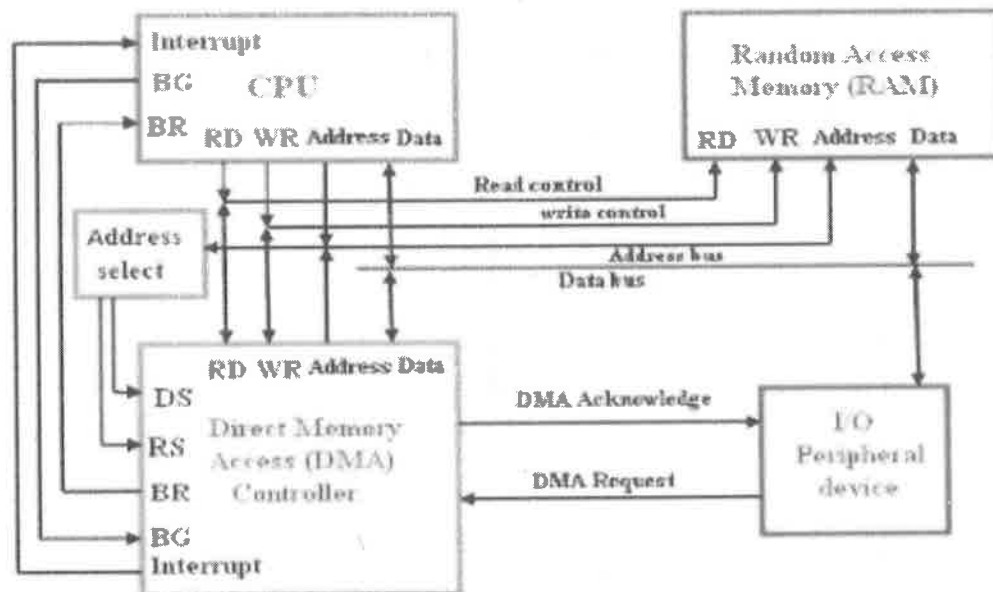 Interrupt
BG
CPU
BR
RD WR Address Data
Random Access
Memory (RAM)
RD WR Address Data
Read control
write control
Address bus
Data bus
Address
select
RD WR Address Data
DS
RS
BR
BG
Interrupt
Direct Memory
Access (DMA)
Controller
DMA Acknowledge
DMA Request
I/O
Peripheral
device